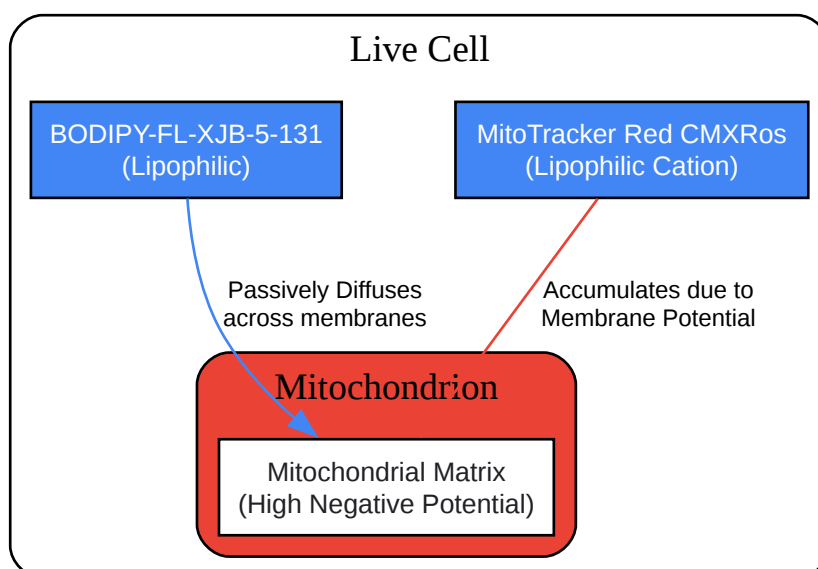 Live Cell
BODIPY-FL-XJB-5-131
(Lipophilic)
MitoTracker Red CMXRos
(Lipophilic Cation)
Passively Diffuses
across membranes
Accumulates due to
Membrane Potential
Mitochondrion
Mitochondrial Matrix
(High Negative Potential)